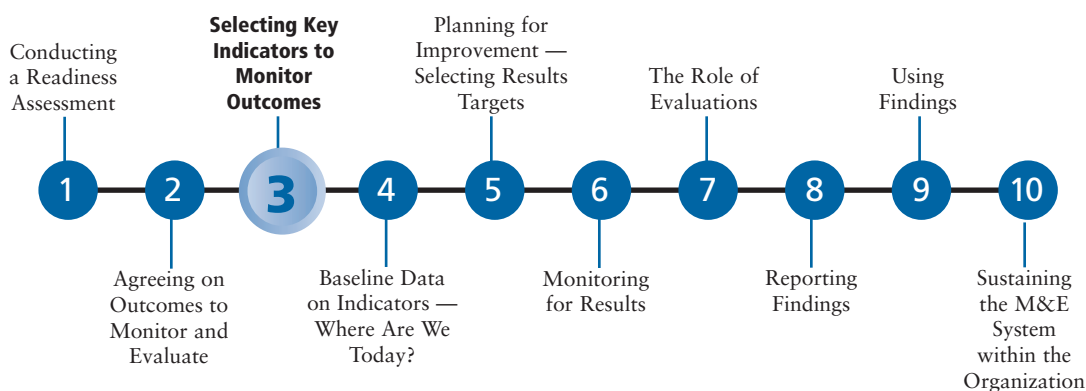 Conducting
a Readiness
Assessment
Selecting Key
Indicators to
Monitor
Outcomes
Planning for
Improvement —
Selecting Results
Targets
The Role of
Evaluations
Using
Findings
1
2
3
4
5
6
7
8
9
10
Agreeing on
Outcomes to
Monitor and
Evaluate
Baseline Data
on Indicators —
Where Are We
Today?
Monitoring
for Results
Reporting
Findings
Sustaining
the M&E
System
within the
Organization